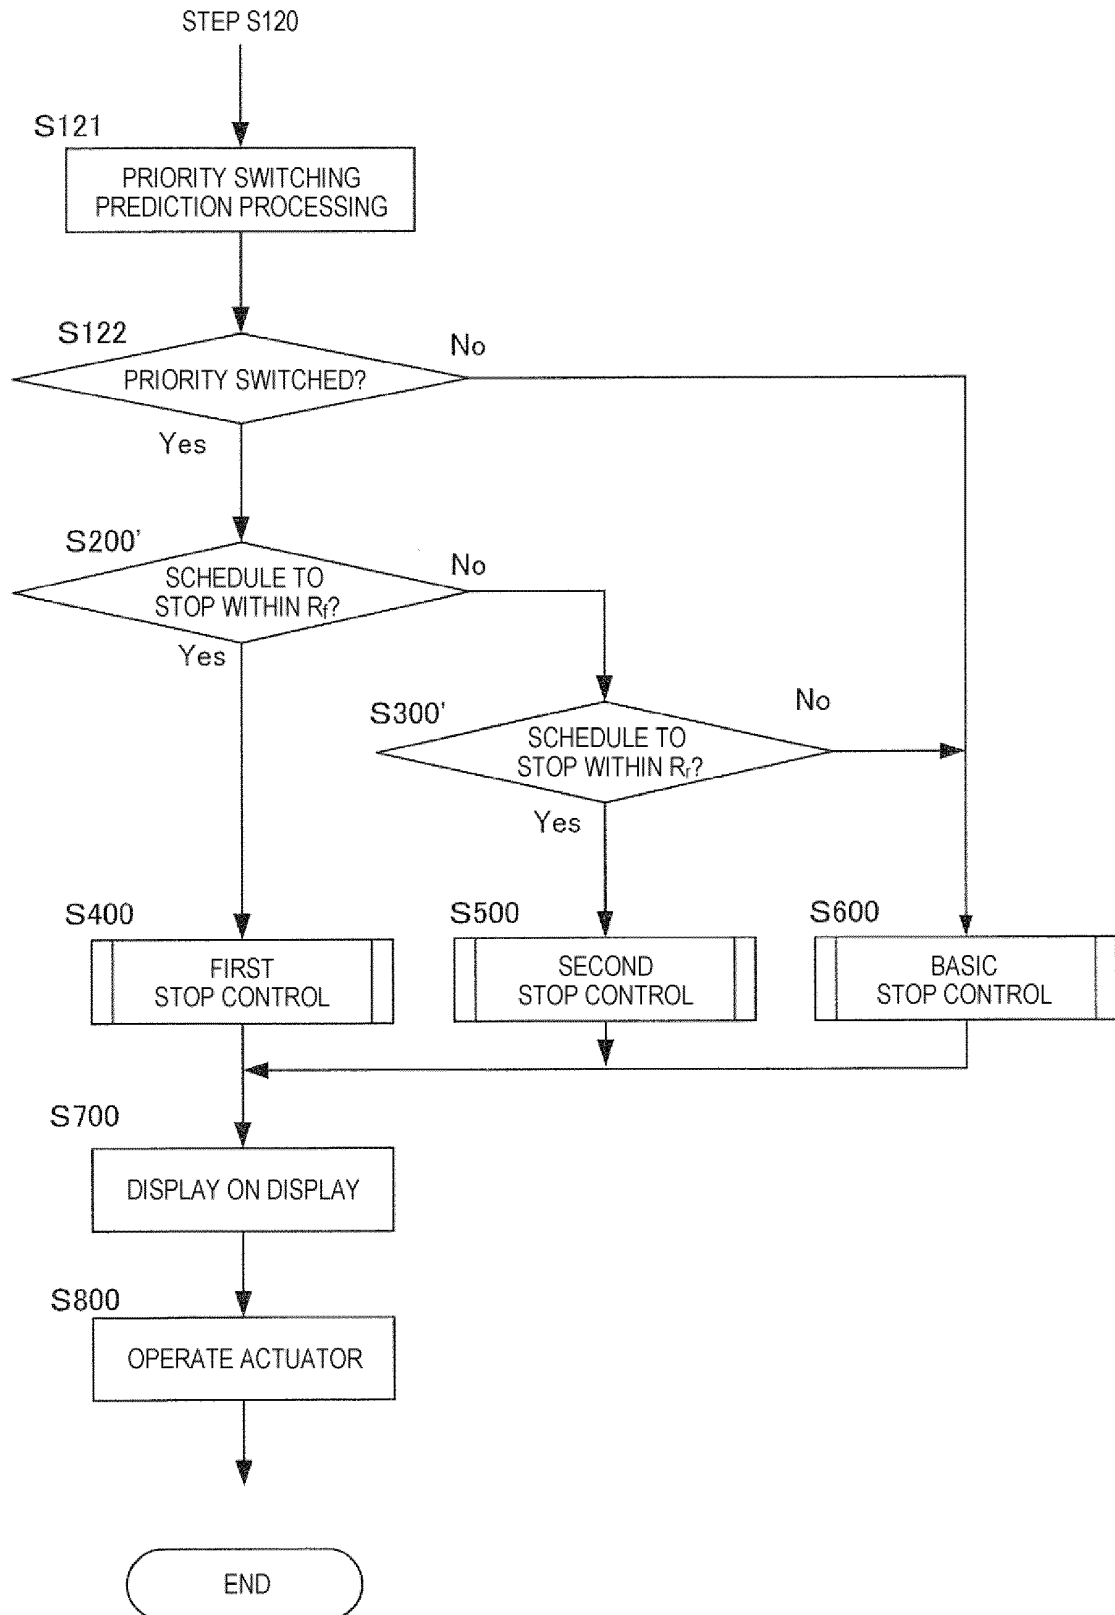 STEP S120
S121
PRIORITY SWITCHING
PREDICTION PROCESSING
S122
No
PRIORITY SWITCHED?
Yes
S200'
No
SCHEDULE TO
STOP WITHIN Rf?
Yes
S300'
No
SCHEDULE TO
STOP WITHIN Rr?
Yes
S400
FIRST
STOP CONTROL
S500
SECOND
STOP CONTROL
S600
BASIC
STOP CONTROL
S700
DISPLAY ON DISPLAY
S800
OPERATE ACTUATOR
END